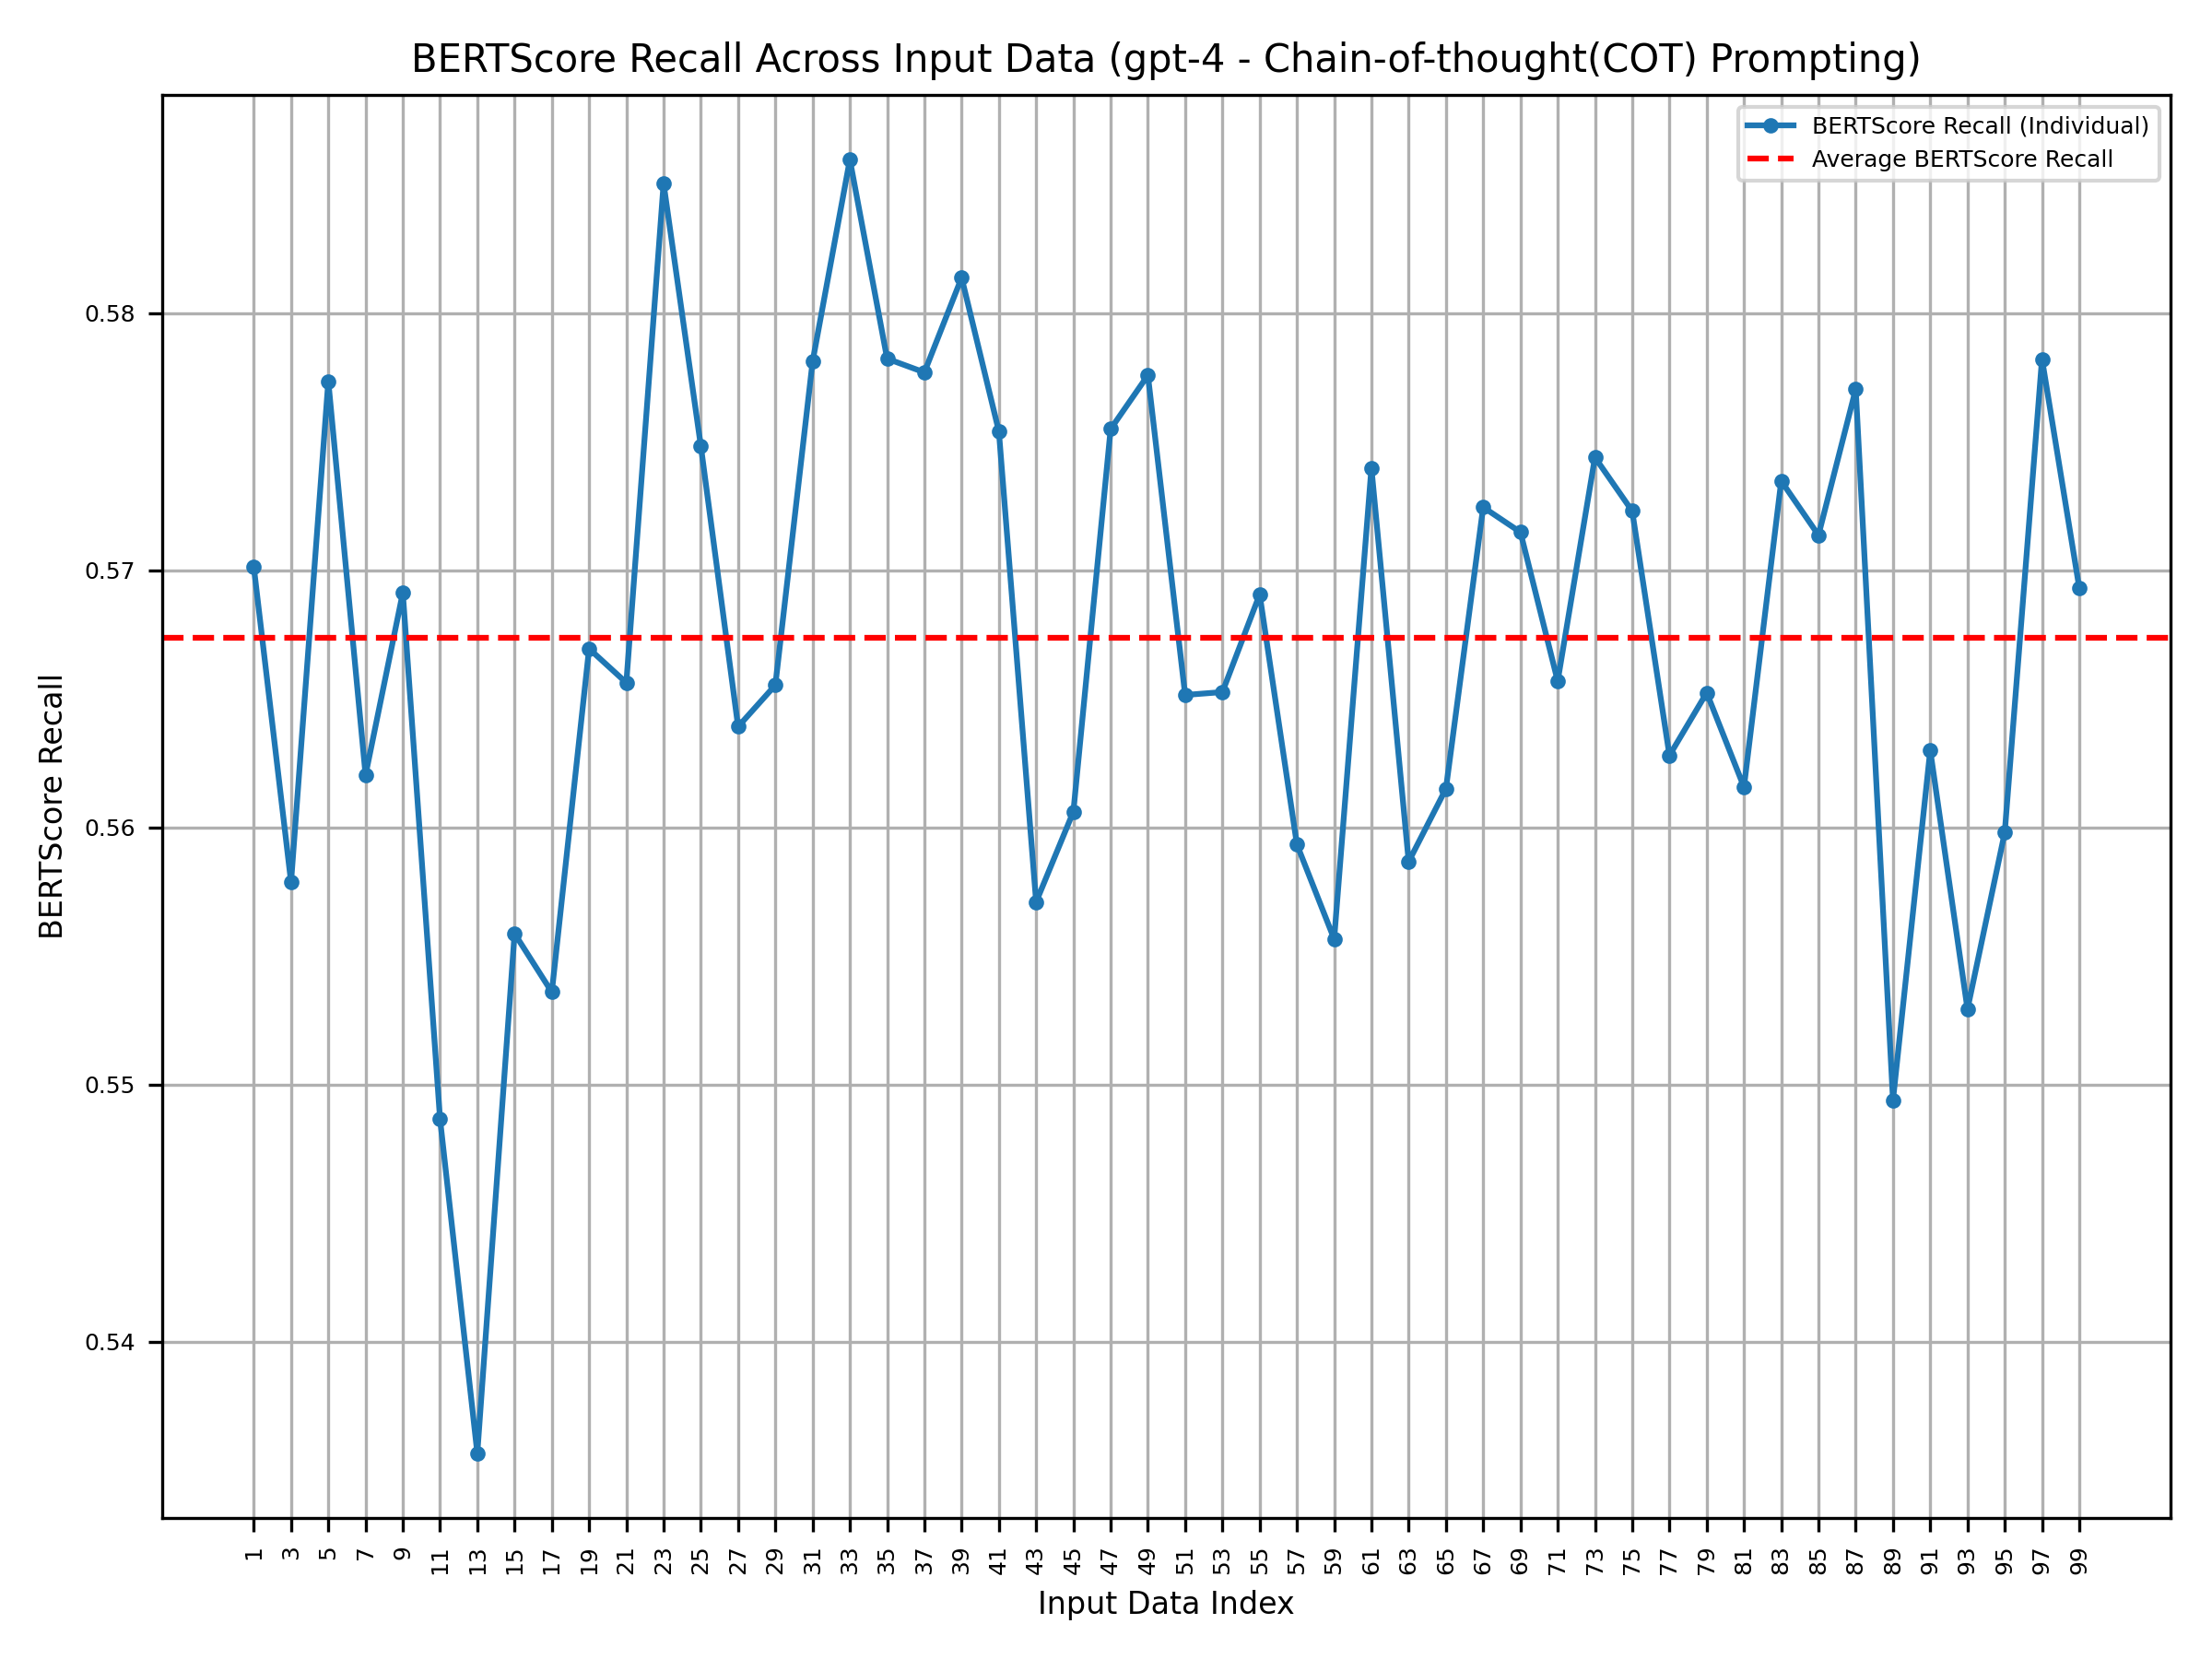 BERTScore Recall Across Input Data (gpt-4 - Chain-of-thought(COT) Prompting)
BERTScore Recall (Individual)
Average BERTScore Recall
BERTScore Recall
0.58
0.57
0.56
0.55
0.54
1 3 5 7 9 11 13 15 17 19 21 23 25 27 29 31 33 35 37 39 41 43 45 47 49 51 53 55 57 59 61 63 65 67 69 71 73 75 77 79 81 83 85 87 89 91 93 95 97 99
Input Data Index